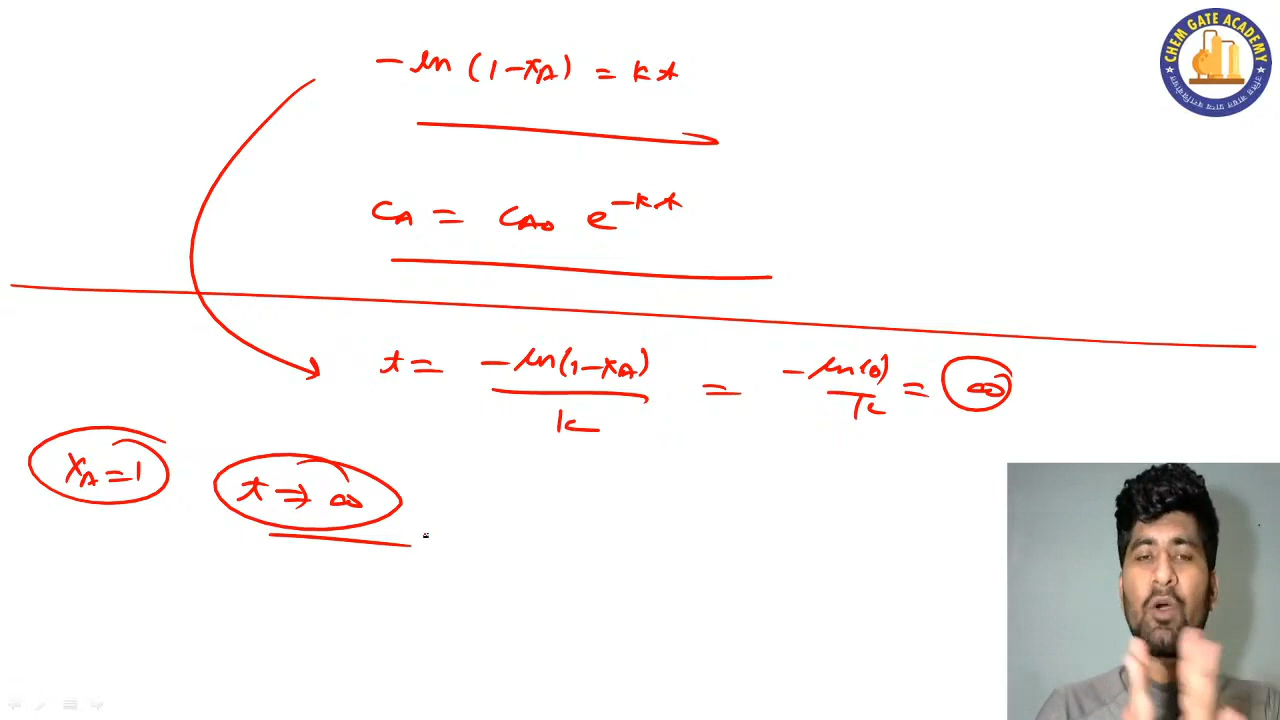 CHEM GATE ACADEMY
-ln (1-xA) = kt
CA = CA0 e^-kt
t = -ln(1-xA)/k = -ln(0)/k = ∞
xA = 1
t ⇒ ∞